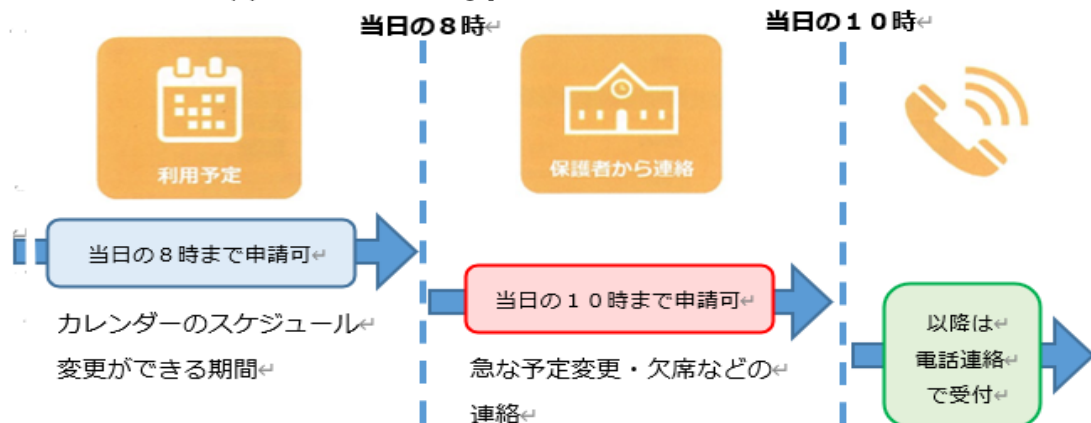 当日の８時
当日の１０時
利用予定
保護者から連絡
当日の８時まで申請可
当日の１０時まで申請可
カレンダーのスケジュール
変更ができる期間
急な予定変更・欠席などの
連絡
以降は
電話連絡
で受付